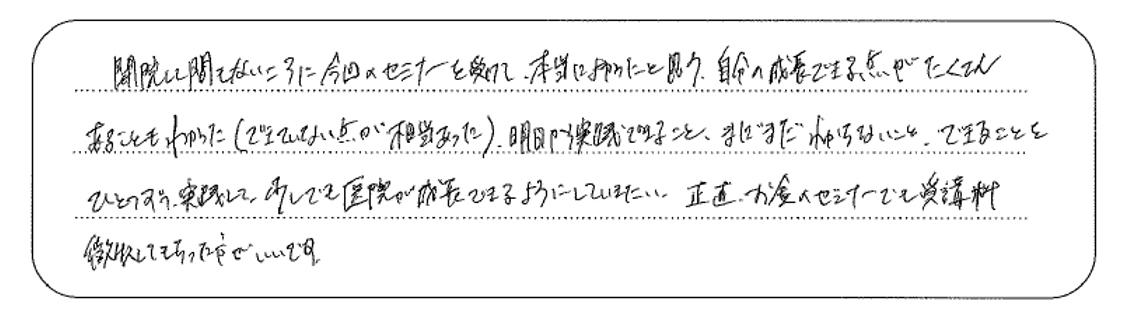 開院して間もないころに今回のセミナーを受けて、本当によかったと思う。自分の成長できる点がたくさん
あることもわかった(できていない点が相当あった)。明日から実践できること、まだまだわからないこと、できることを
ひとつずつ実践して、少しでも医院が成長できるようにしていきたい。正直、お金のセミナーでも受講料
徴収してもらった方がいいです。